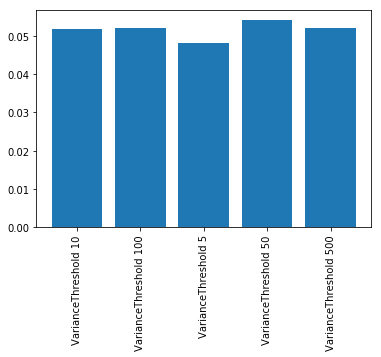 0.05
0.04
0.03
0.02
0.01
0.00
VarianceThreshold 10
VarianceThreshold 100
VarianceThreshold 5
VarianceThreshold 50
VarianceThreshold 500